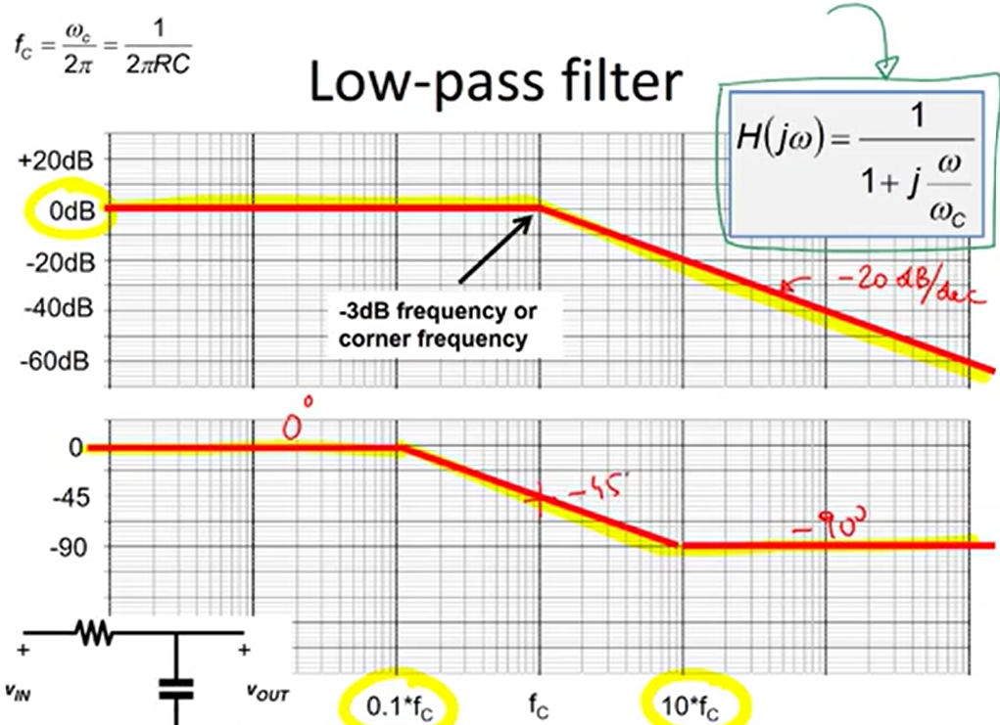 f_C = ω_c/2π = 1/2πRC
Low-pass filter
H(jω) = 1/(1 + j ω/ω_C)
+20dB
0dB
-20dB
-40dB
-60dB
-3dB frequency or
corner frequency
-20 dB/dec
0°
0
-45
-90
-45°
-90°
+ +
v_IN v_OUT
0.1*f_C f_C 10*f_C